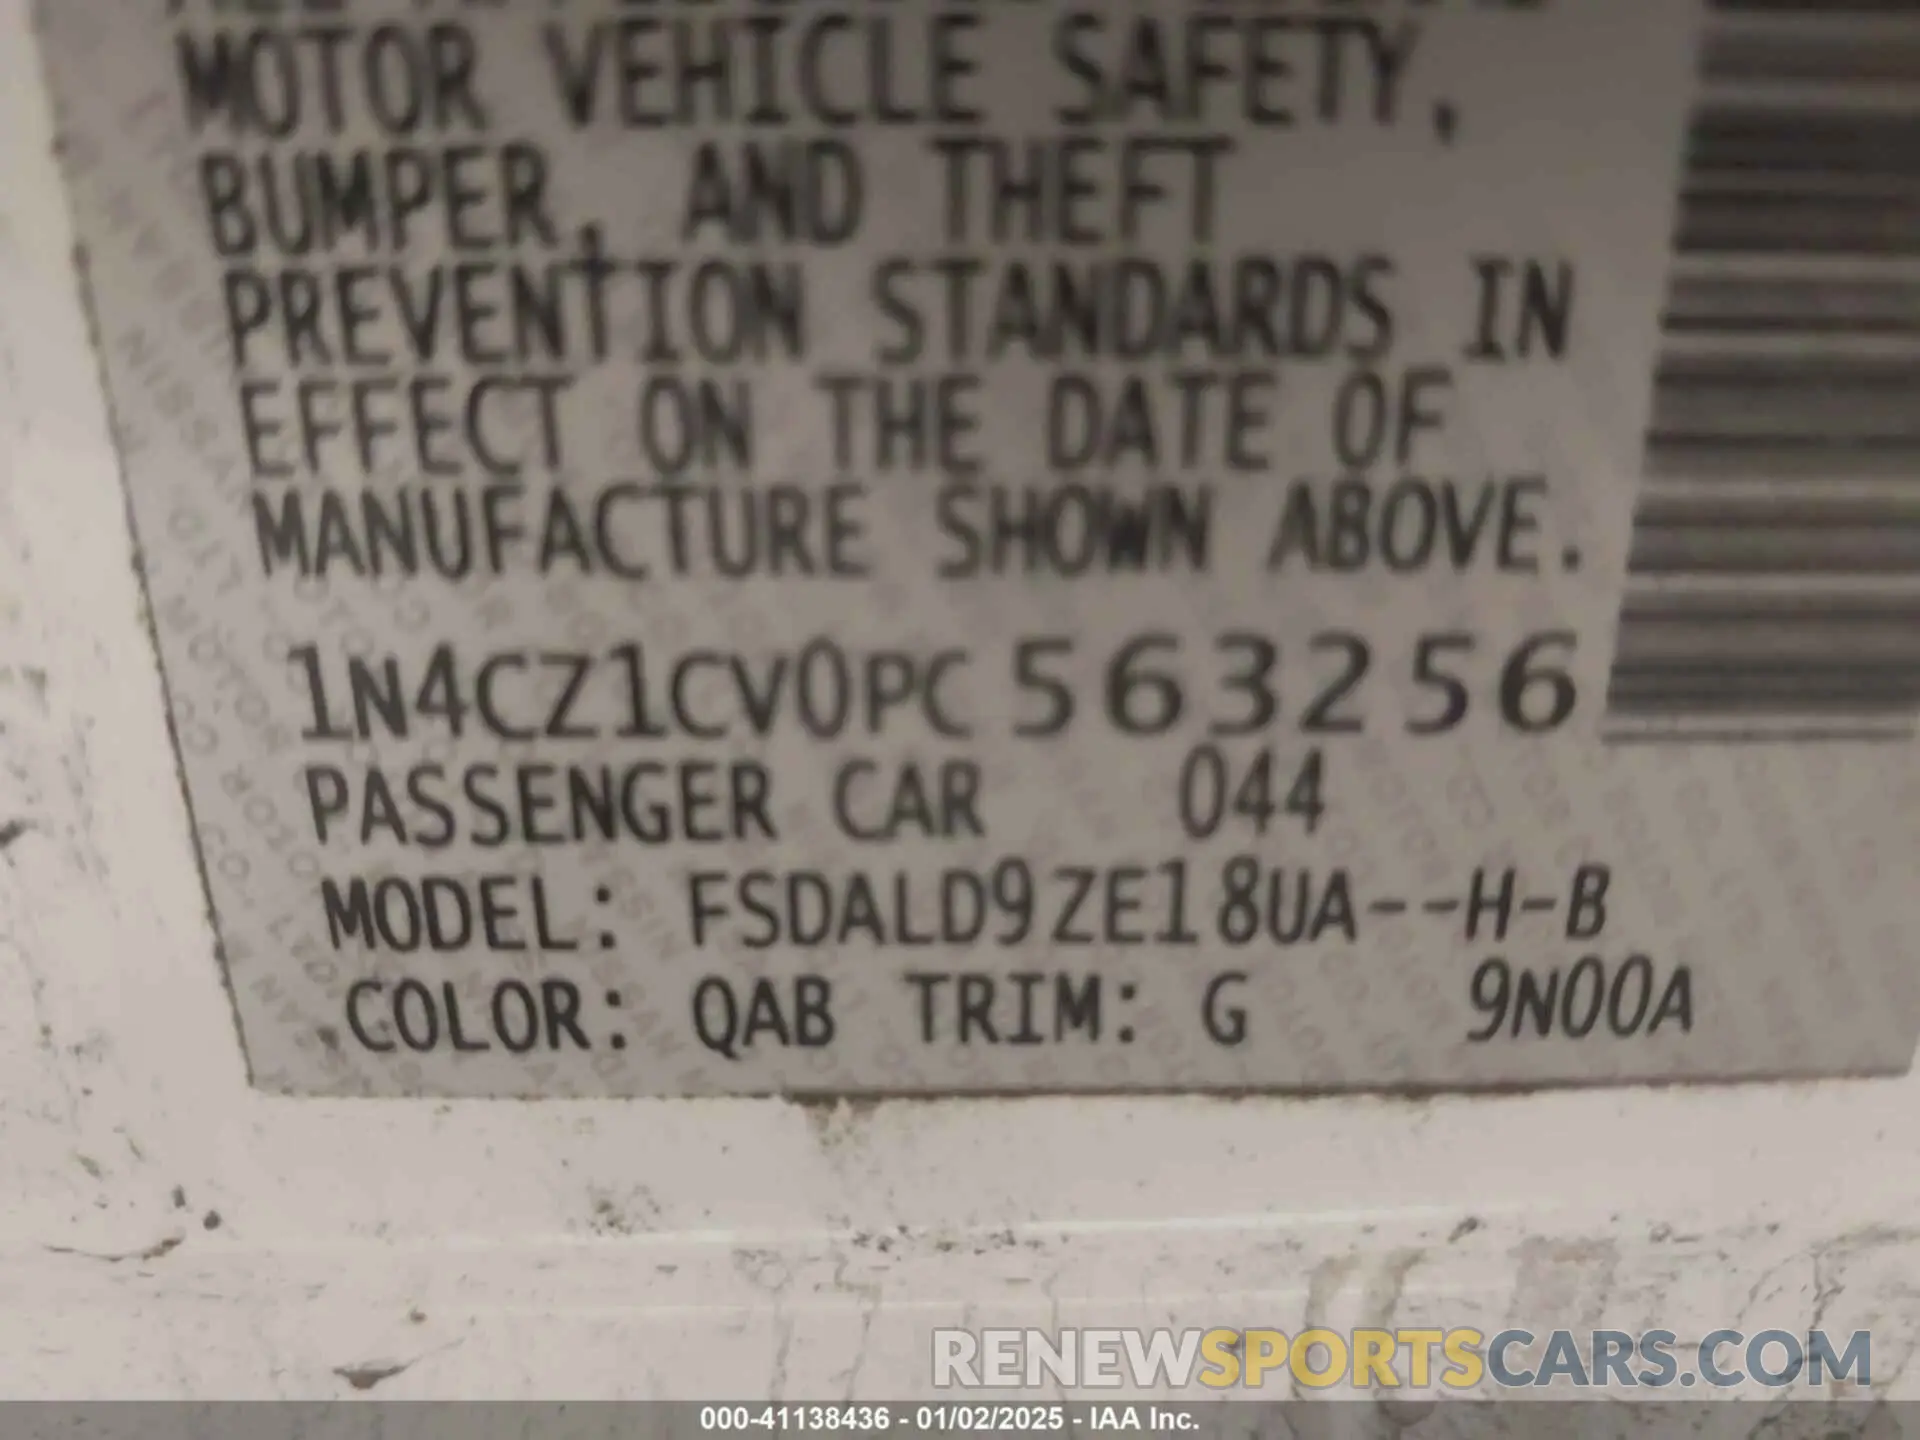 MOTOR VEHICLE SAFETY,
BUMPER, AND THEFT
PREVENTION STANDARDS IN
EFFECT ON THE DATE OF
MANUFACTURE SHOWN ABOVE.
1N4CZ1CV0PC563256
PASSENGER CAR 044
MODEL: FSDALD9ZE18UA--H-B
COLOR: QAB TRIM: G 9N00A
RENEWSPORTSCARS.COM
000-41138436 - 01/02/2025 - IAA Inc.